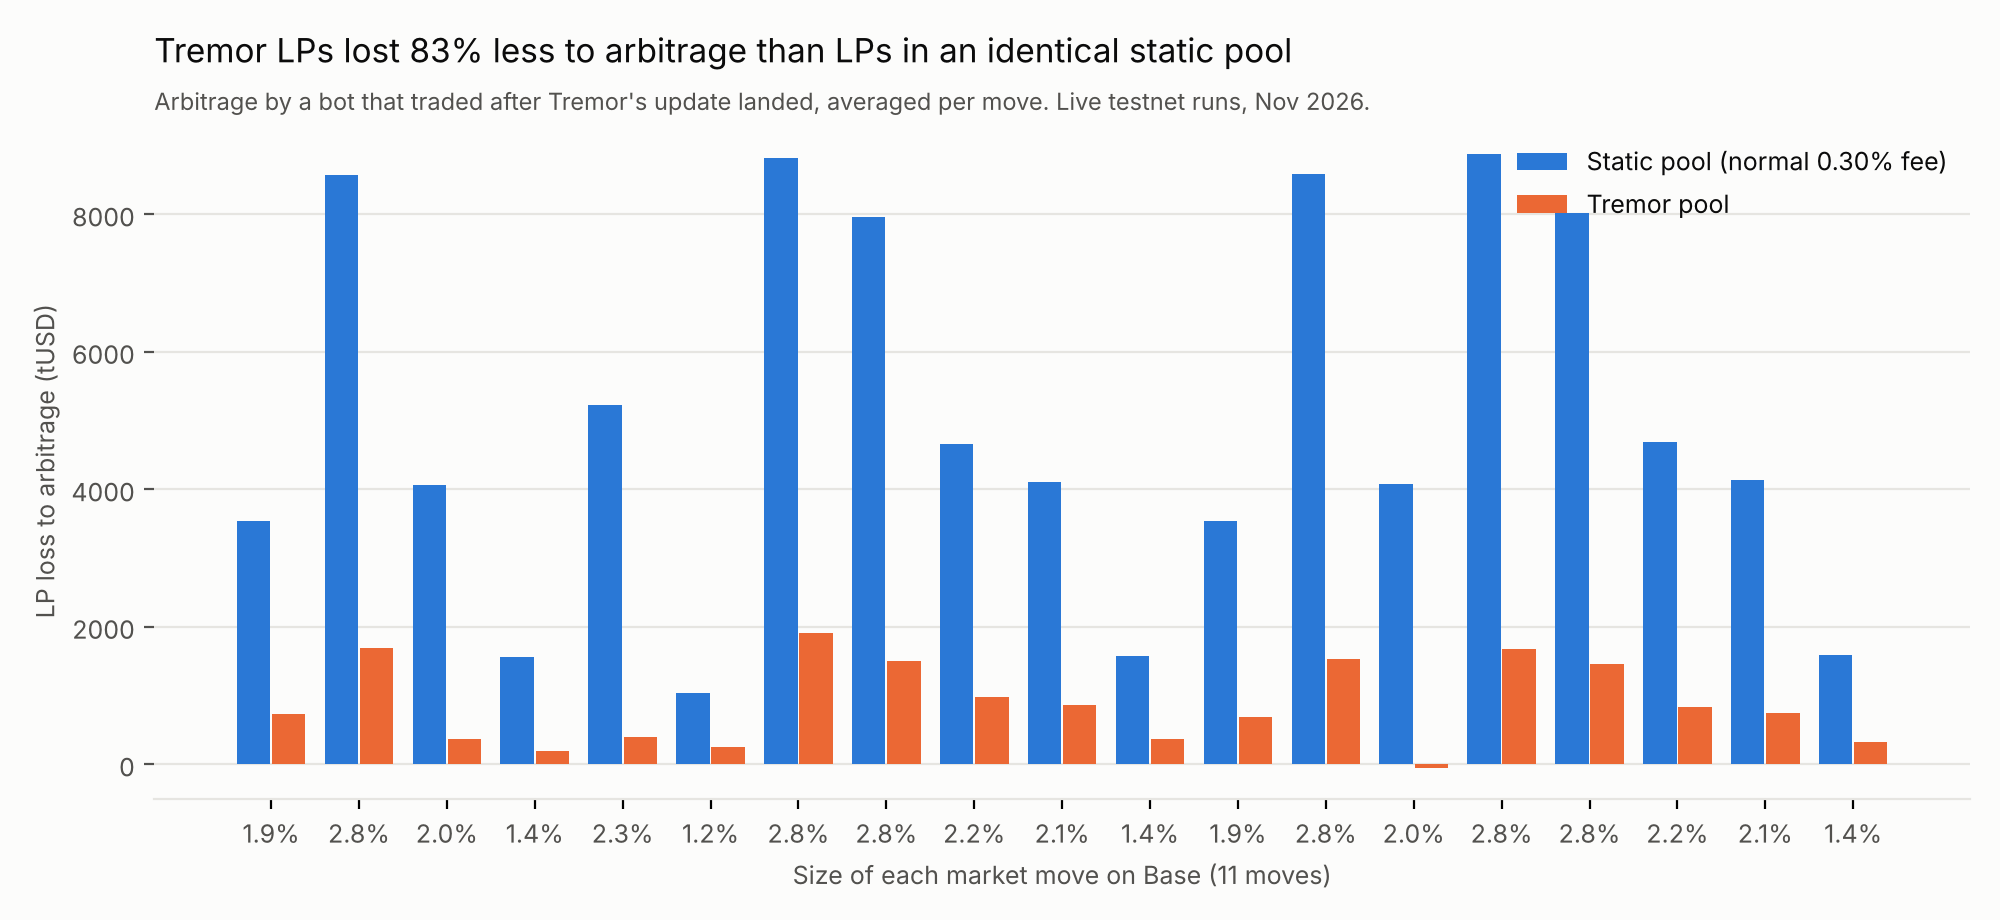 Tremor LPs lost 83% less to arbitrage than LPs in an identical static pool
Arbitrage by a bot that traded after Tremor's update landed, averaged per move. Live testnet runs, Nov 2026.
Static pool (normal 0.30% fee)
Tremor pool
LP loss to arbitrage (tUSD)
8000
6000
4000
2000
0
1.9% 2.8% 2.0% 1.4% 2.3% 1.2% 2.8% 2.8% 2.2% 2.1% 1.4% 1.9% 2.8% 2.0% 2.8% 2.8% 2.2% 2.1% 1.4%
Size of each market move on Base (11 moves)